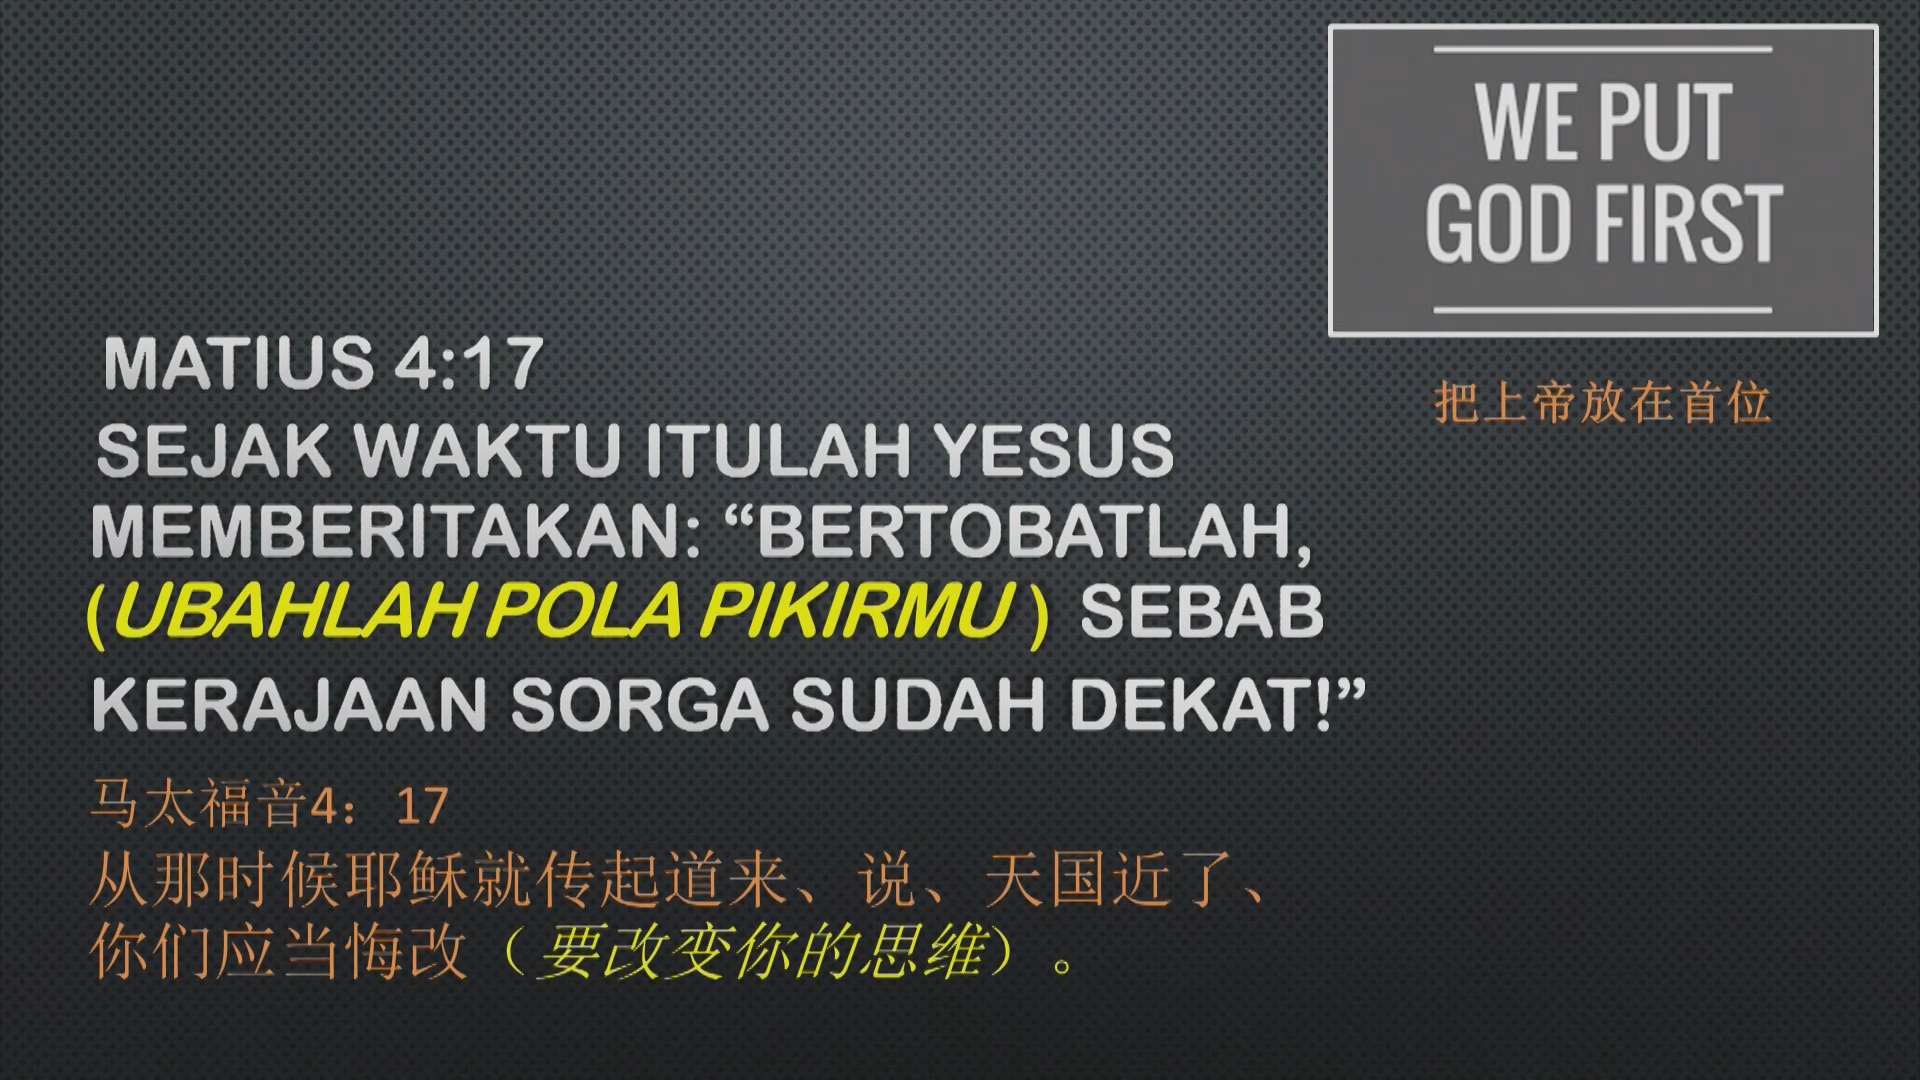 WE PUT
GOD FIRST
把上帝放在首位
MATIUS 4:17
SEJAK WAKTU ITULAH YESUS
MEMBERITAKAN: “BERTOBATLAH,
(UBAHLAH POLA PIKIRMU ) SEBAB
KERAJAAN SORGA SUDAH DEKAT!”
马太福音4：17
从那时候耶稣就传起道来、说、天国近了、
你们应当悔改（要改变你的思维）。